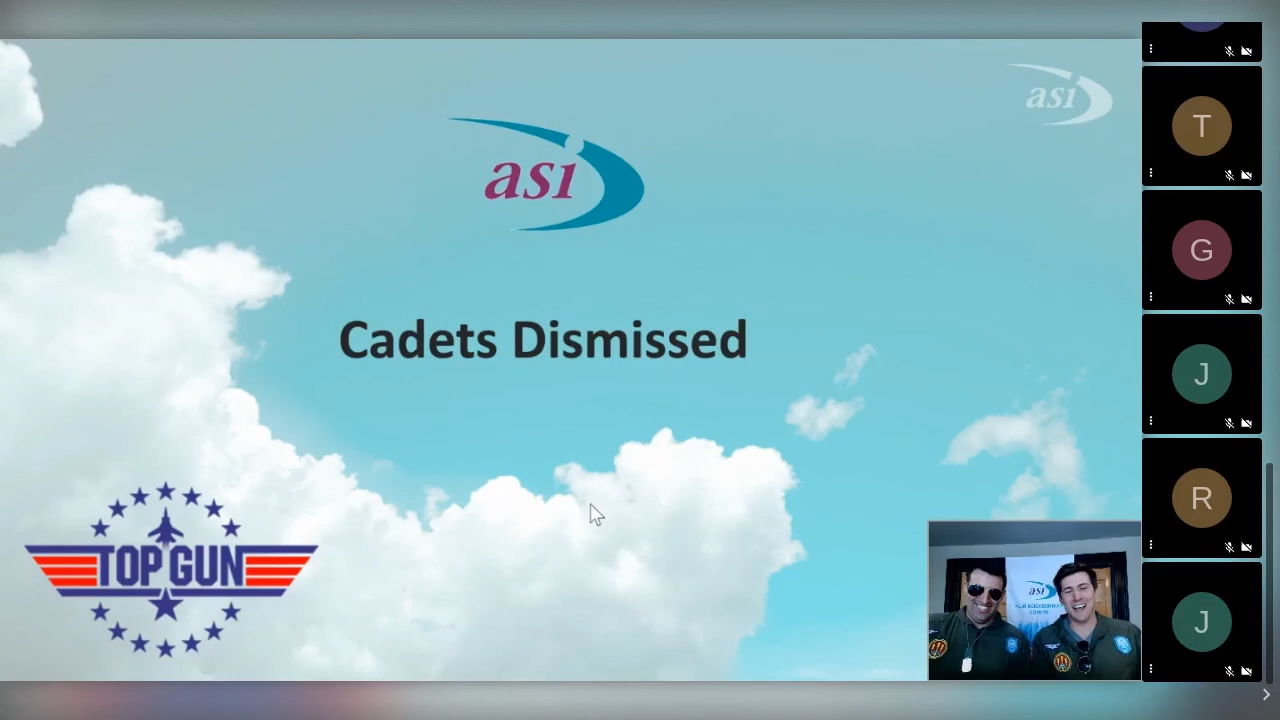 asi
asi
Cadets Dismissed
TOP GUN
asi
T
G
J
R
J